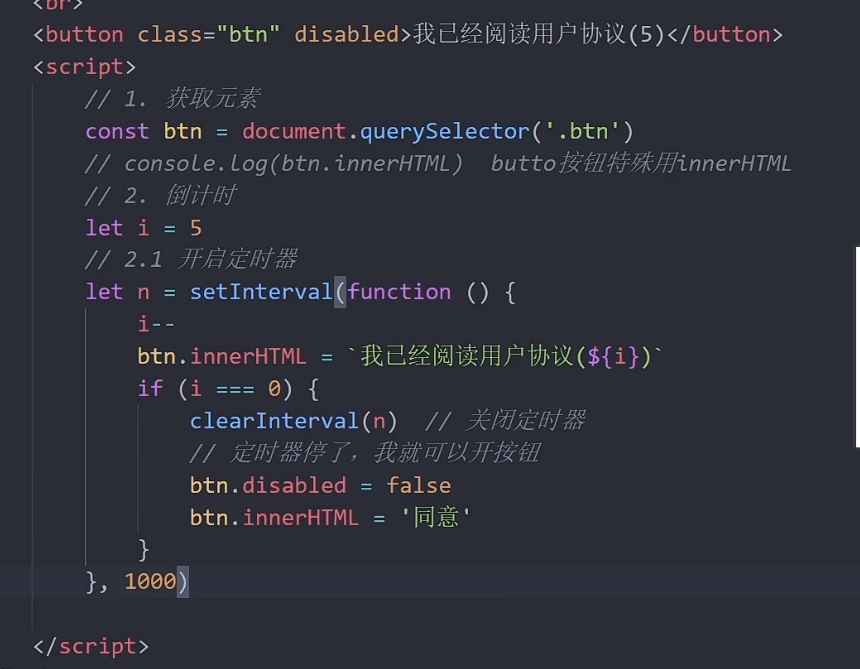 <br>
<button class="btn" disabled>我已经阅读用户协议(5)</button>
<script>
// 1. 获取元素
const btn = document.querySelector('.btn')
// console.log(btn.innerHTML) butto按钮特殊用innerHTML
// 2. 倒计时
let i = 5
// 2.1 开启定时器
let n = setInterval(function () {
i--
btn.innerHTML = `我已经阅读用户协议(${i})`
if (i === 0) {
clearInterval(n) // 关闭定时器
// 定时器停了，我就可以开按钮
btn.disabled = false
btn.innerHTML = '同意'
}
}, 1000)
</script>